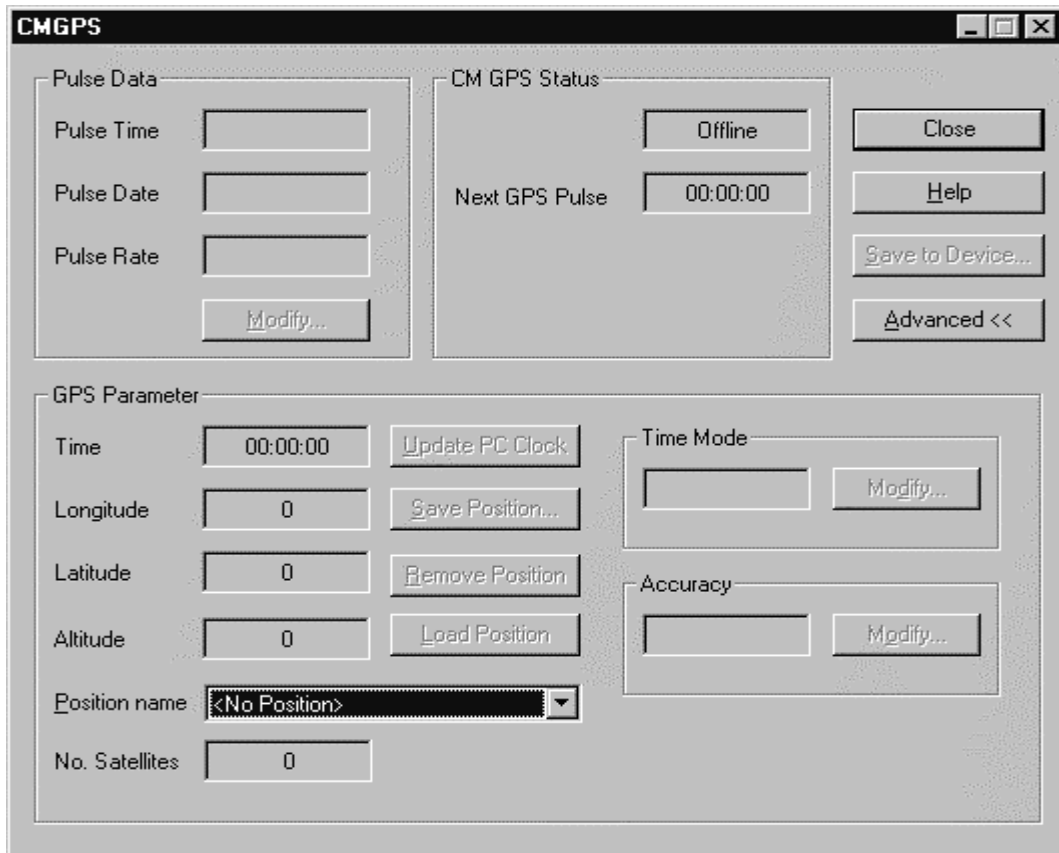 CMGPS
Pulse Data
Pulse Time
Pulse Date
Pulse Rate
Modify...
CM GPS Status
Offline
Next GPS Pulse 00:00:00
Close
Help
Save to Device...
Advanced <<
GPS Parameter
Time 00:00:00 Update PC Clock
Longitude 0 Save Position...
Latitude 0 Remove Position
Altitude 0 Load Position
Position name <No Position>
No. Satellites 0
Time Mode
Modify...
Accuracy
Modify...